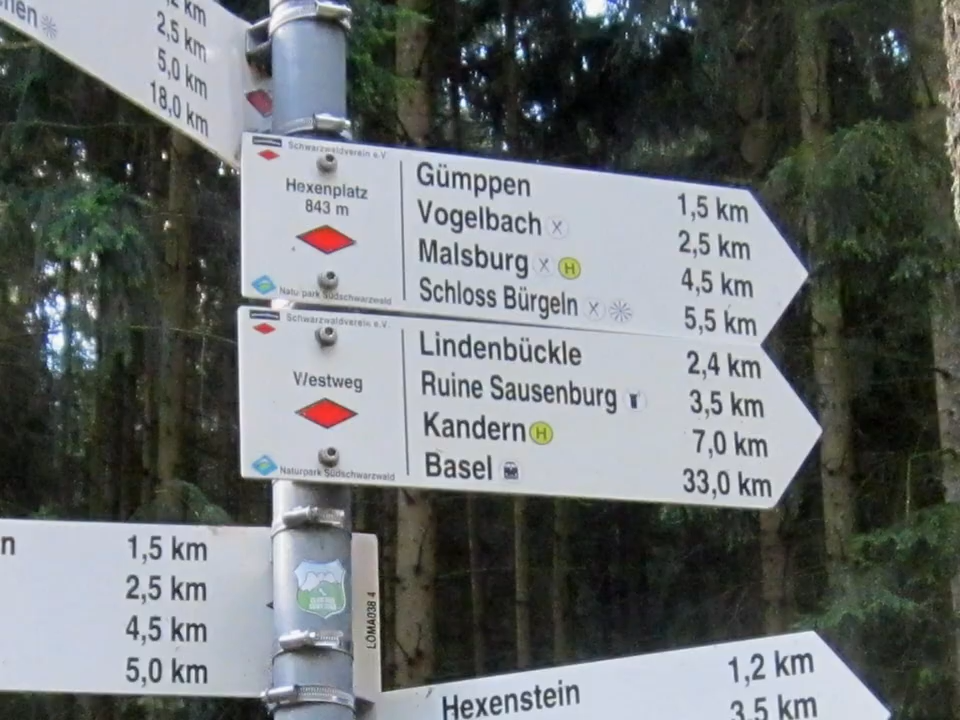 2,5 km
5,0 km
18,0 km
Schwarzwaldverein e.V.
Hexenplatz
843 m
Naturpark Südschwarzwald
Gümppen 1,5 km
Vogelbach 2,5 km
Malsburg H 4,5 km
Schloss Bürgeln 5,5 km
Schwarzwaldverein e.V.
Westweg
Naturpark Südschwarzwald
Lindenbückle 2,4 km
Ruine Sausenburg 3,5 km
Kandern H 7,0 km
Basel 33,0 km
n 1,5 km
2,5 km
4,5 km
5,0 km
LÖMA038 4
Hexenstein 1,2 km
3,5 km